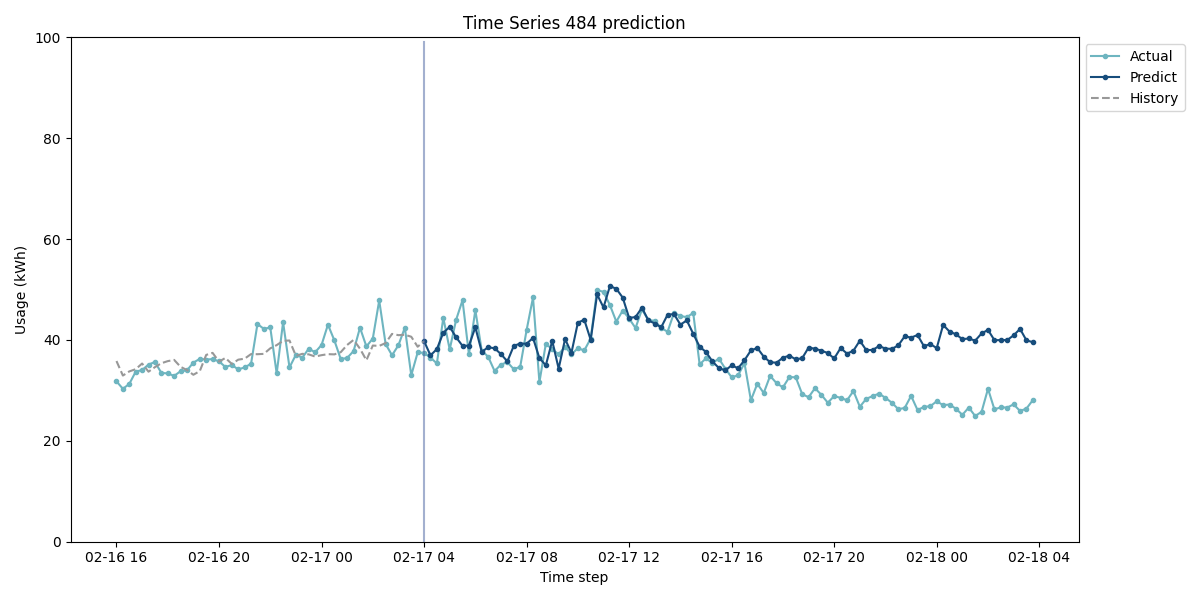 Time Series 484 prediction
Usage (kWh)
100
80
60
40
20
0
02-16 16
02-16 20
02-17 00
02-17 04
02-17 08
02-17 12
02-17 16
02-17 20
02-18 00
02-18 04
Time step
Actual
Predict
History